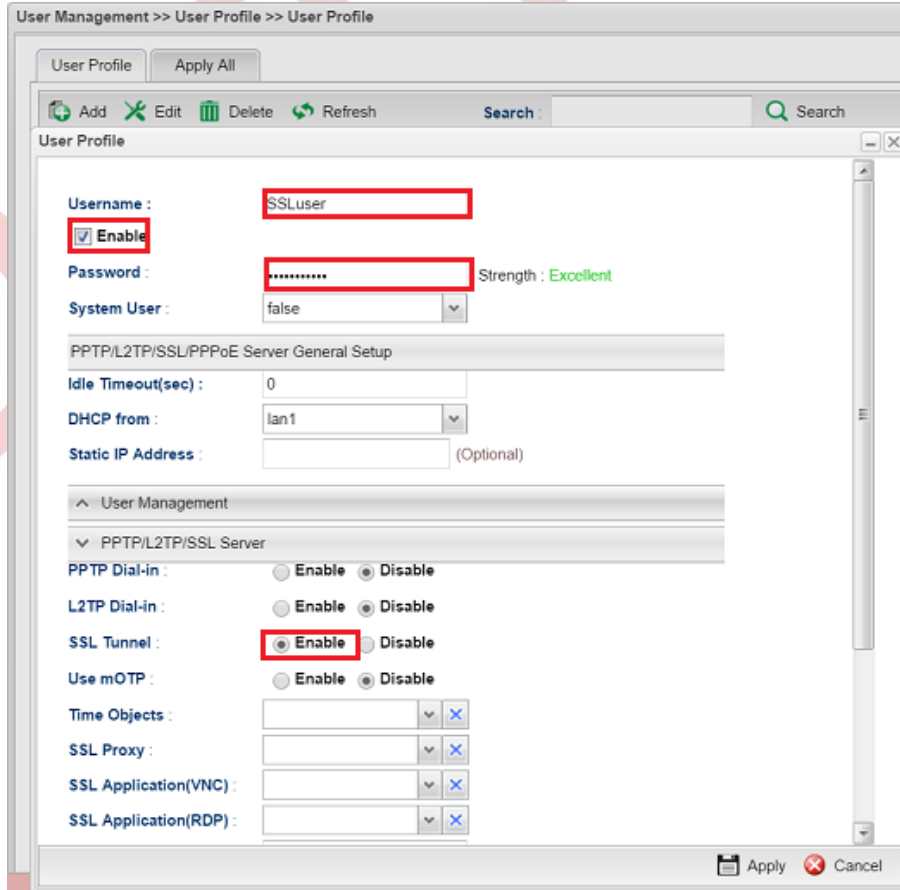 User Management >> User Profile >> User Profile
User Profile Apply All
Add Edit Delete Refresh Search : Search
User Profile
Username : SSLuser
Enable
Password : ••••••••••• Strength : Excellent
System User : false
PPTP/L2TP/SSL/PPPoE Server General Setup
Idle Timeout(sec) : 0
DHCP from : lan1
Static IP Address : (Optional)
User Management
PPTP/L2TP/SSL Server
PPTP Dial-in : Enable Disable
L2TP Dial-in : Enable Disable
SSL Tunnel : Enable Disable
Use mOTP : Enable Disable
Time Objects :
SSL Proxy :
SSL Application(VNC) :
SSL Application(RDP) :
Apply Cancel